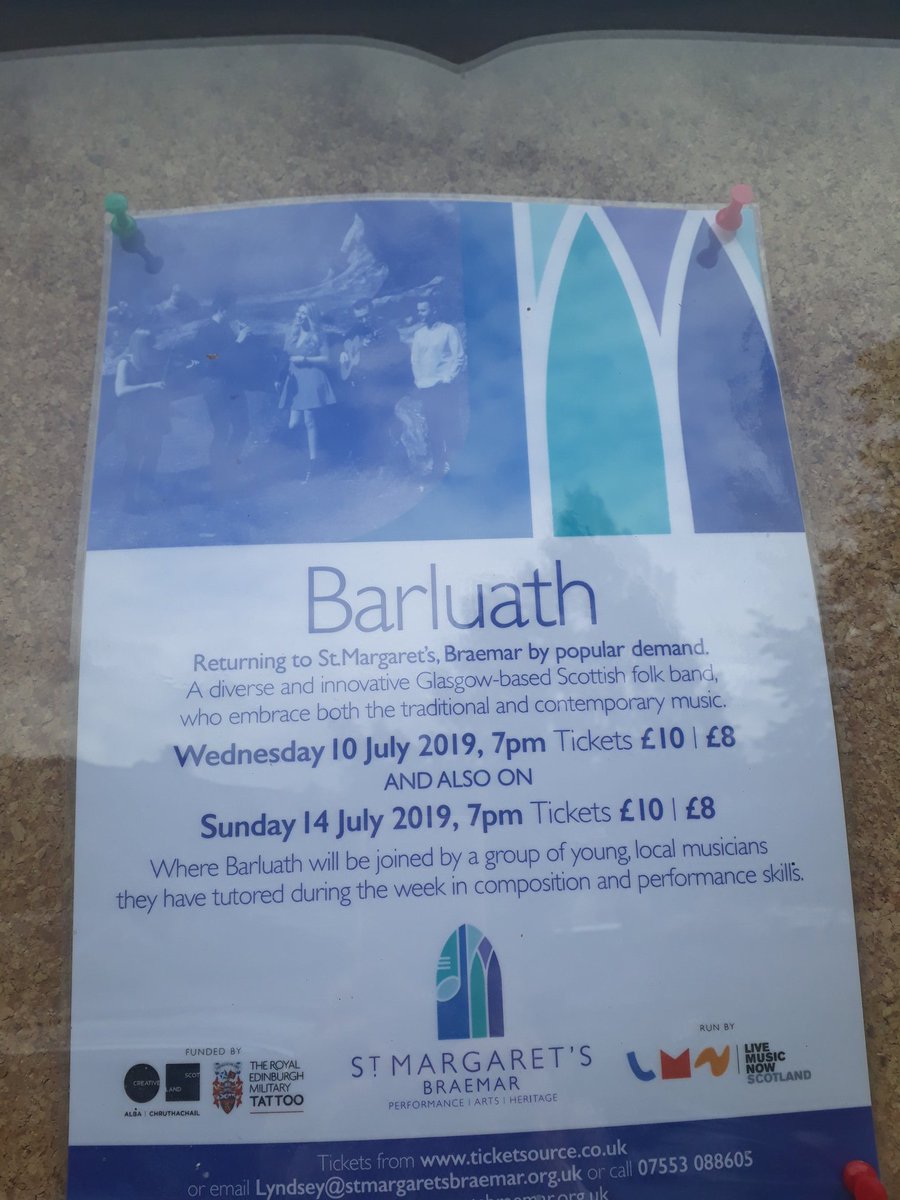 Barluath
Returning to St.Margaret's, Braemar by popular demand.
A diverse and innovative Glasgow-based Scottish folk band,
who embrace both the traditional and contemporary music.
Wednesday 10 July 2019, 7pm Tickets £10 | £8
AND ALSO ON
Sunday 14 July 2019, 7pm Tickets £10 | £8
Where Barluath will be joined by a group of young, local musicians
they have tutored during the week in composition and performance skills.
FUNDED BY
CREATIVE SCOTLAND
ALBA | CHRUTHACHAIL
THE ROYAL
EDINBURGH
MILITARY
TATTOO
ST MARGARET'S
BRAEMAR
PERFORMANCE | ARTS | HERITAGE
RUN BY
LMN
LIVE
MUSIC
NOW
SCOTLAND
Tickets from www.ticketsource.co.uk
or email Lyndsey@stmargaretsbraemar.org.uk or call 07553 088605